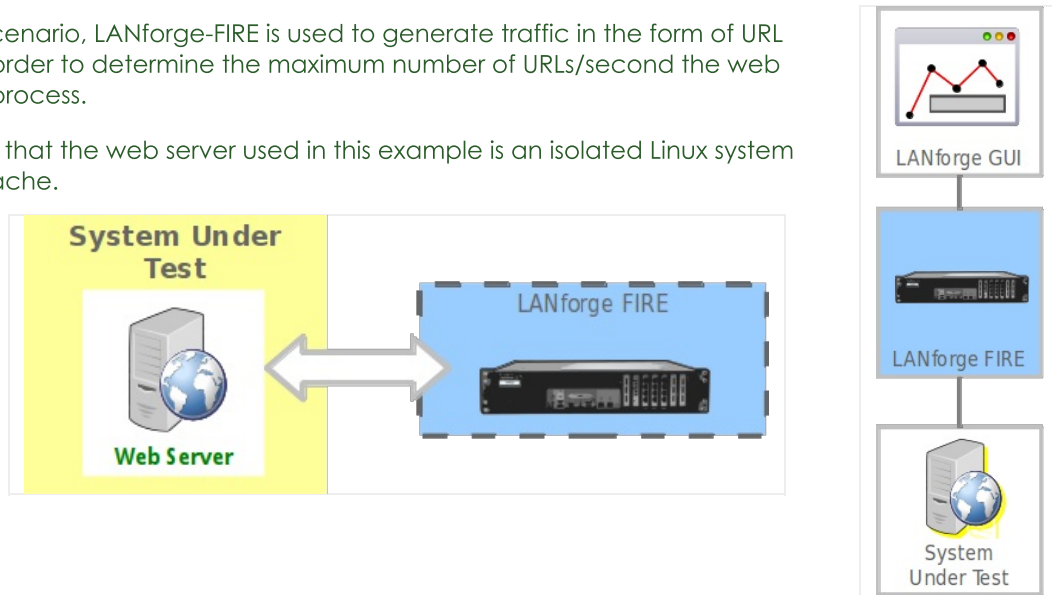 cenario, LANforge-FIRE is used to generate traffic in the form of URL
order to determine the maximum number of URLs/second the web
process.
that the web server used in this example is an isolated Linux system
ache.
System Under
Test
Web Server
LANforge FIRE
LANforge GUI
LANforge FIRE
System
Under Test